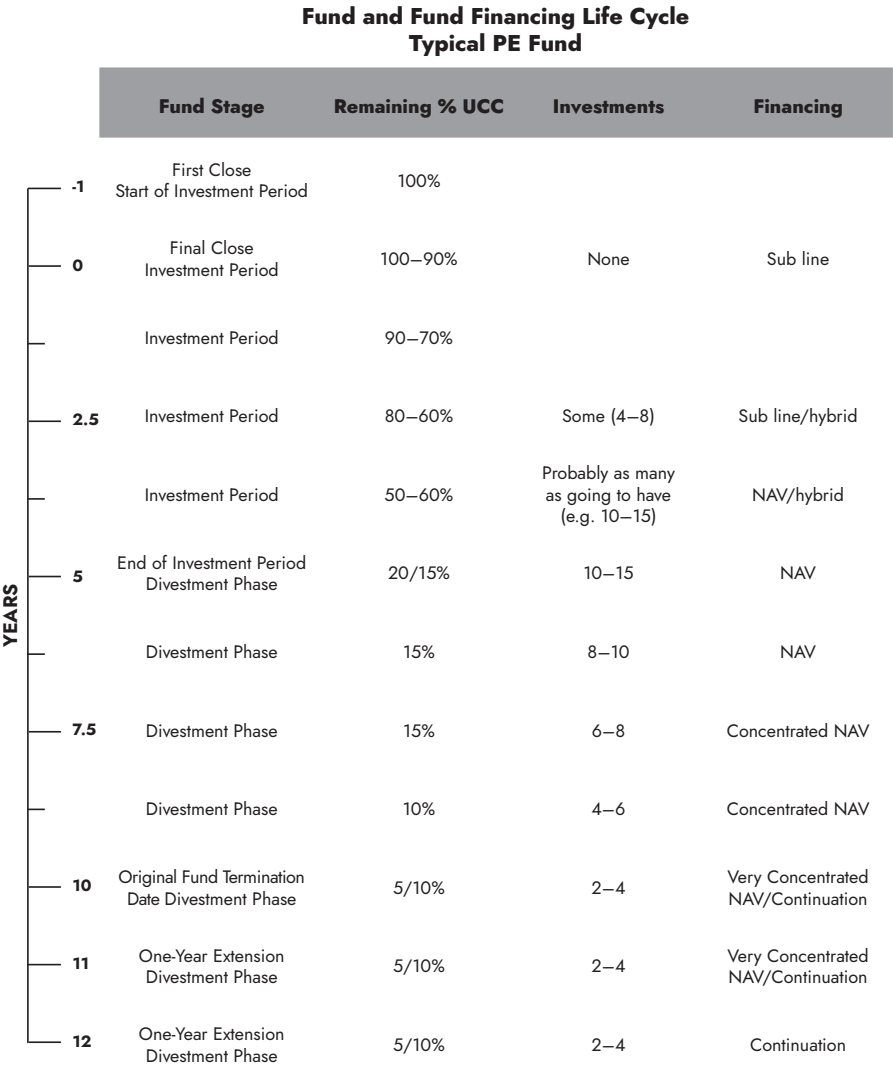 Fund and Fund Financing Life Cycle
Typical PE Fund
Fund Stage Remaining % UCC Investments Financing
YEARS
-1
First Close
Start of Investment Period
100%
0
Final Close
Investment Period
100–90%
None
Sub line
Investment Period
90–70%
2.5
Investment Period
80–60%
Some (4–8)
Sub line/hybrid
Investment Period
50–60%
Probably as many
as going to have
(e.g. 10–15)
NAV/hybrid
5
End of Investment Period
Divestment Phase
20/15%
10–15
NAV
Divestment Phase
15%
8–10
NAV
7.5
Divestment Phase
15%
6–8
Concentrated NAV
Divestment Phase
10%
4–6
Concentrated NAV
10
Original Fund Termination
Date Divestment Phase
5/10%
2–4
Very Concentrated
NAV/Continuation
11
One-Year Extension
Divestment Phase
5/10%
2–4
Very Concentrated
NAV/Continuation
12
One-Year Extension
Divestment Phase
5/10%
2–4
Continuation